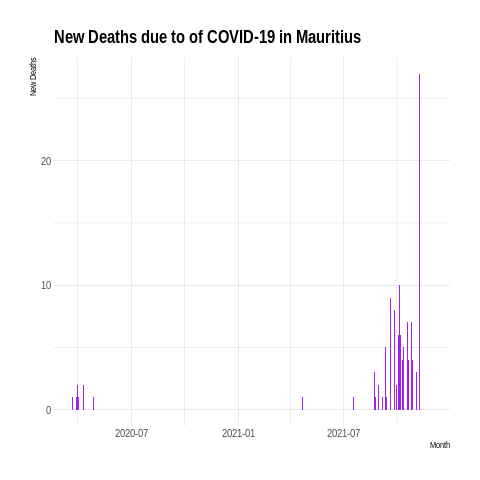 New Deaths due to of COVID-19 in Mauritius
New Deaths
20
10
0
2020-07
2021-01
2021-07
Month